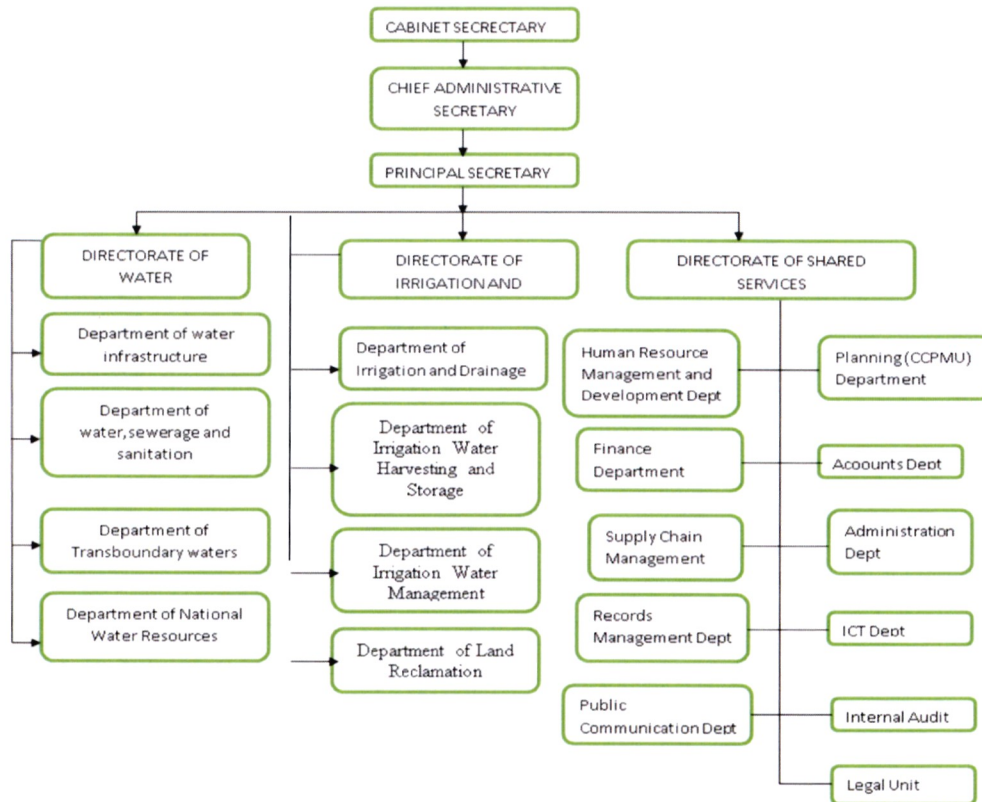 CABINET SECRECTARY
CHIEF ADMINISTRATIVE
SECRETARY
PRINCIPAL SECRETARY
DIRECTORATE OF
WATER
DIRECTORATE OF
IRRIGATION AND
DIRECTORATE OF SHARED
SERVICES
Department of water
infrastructure
Department of
water, sewerage and
sanitation
Department of
Transboundary waters
Department of National
Water Resources
Department of
Irrigation and Drainage
Department of
Irrigation Water
Harvesting and
Storage
Department of
Irrigation Water
Management
Department of Land
Reclamation
Human Resource
Management and
Development Dept
Planning (CCPMU)
Department
Finance
Department
Accounts Dept
Supply Chain
Management
Administration
Dept
Records
Management Dept
ICT Dept
Public
Communication Dept
Internal Audit
Legal Unit